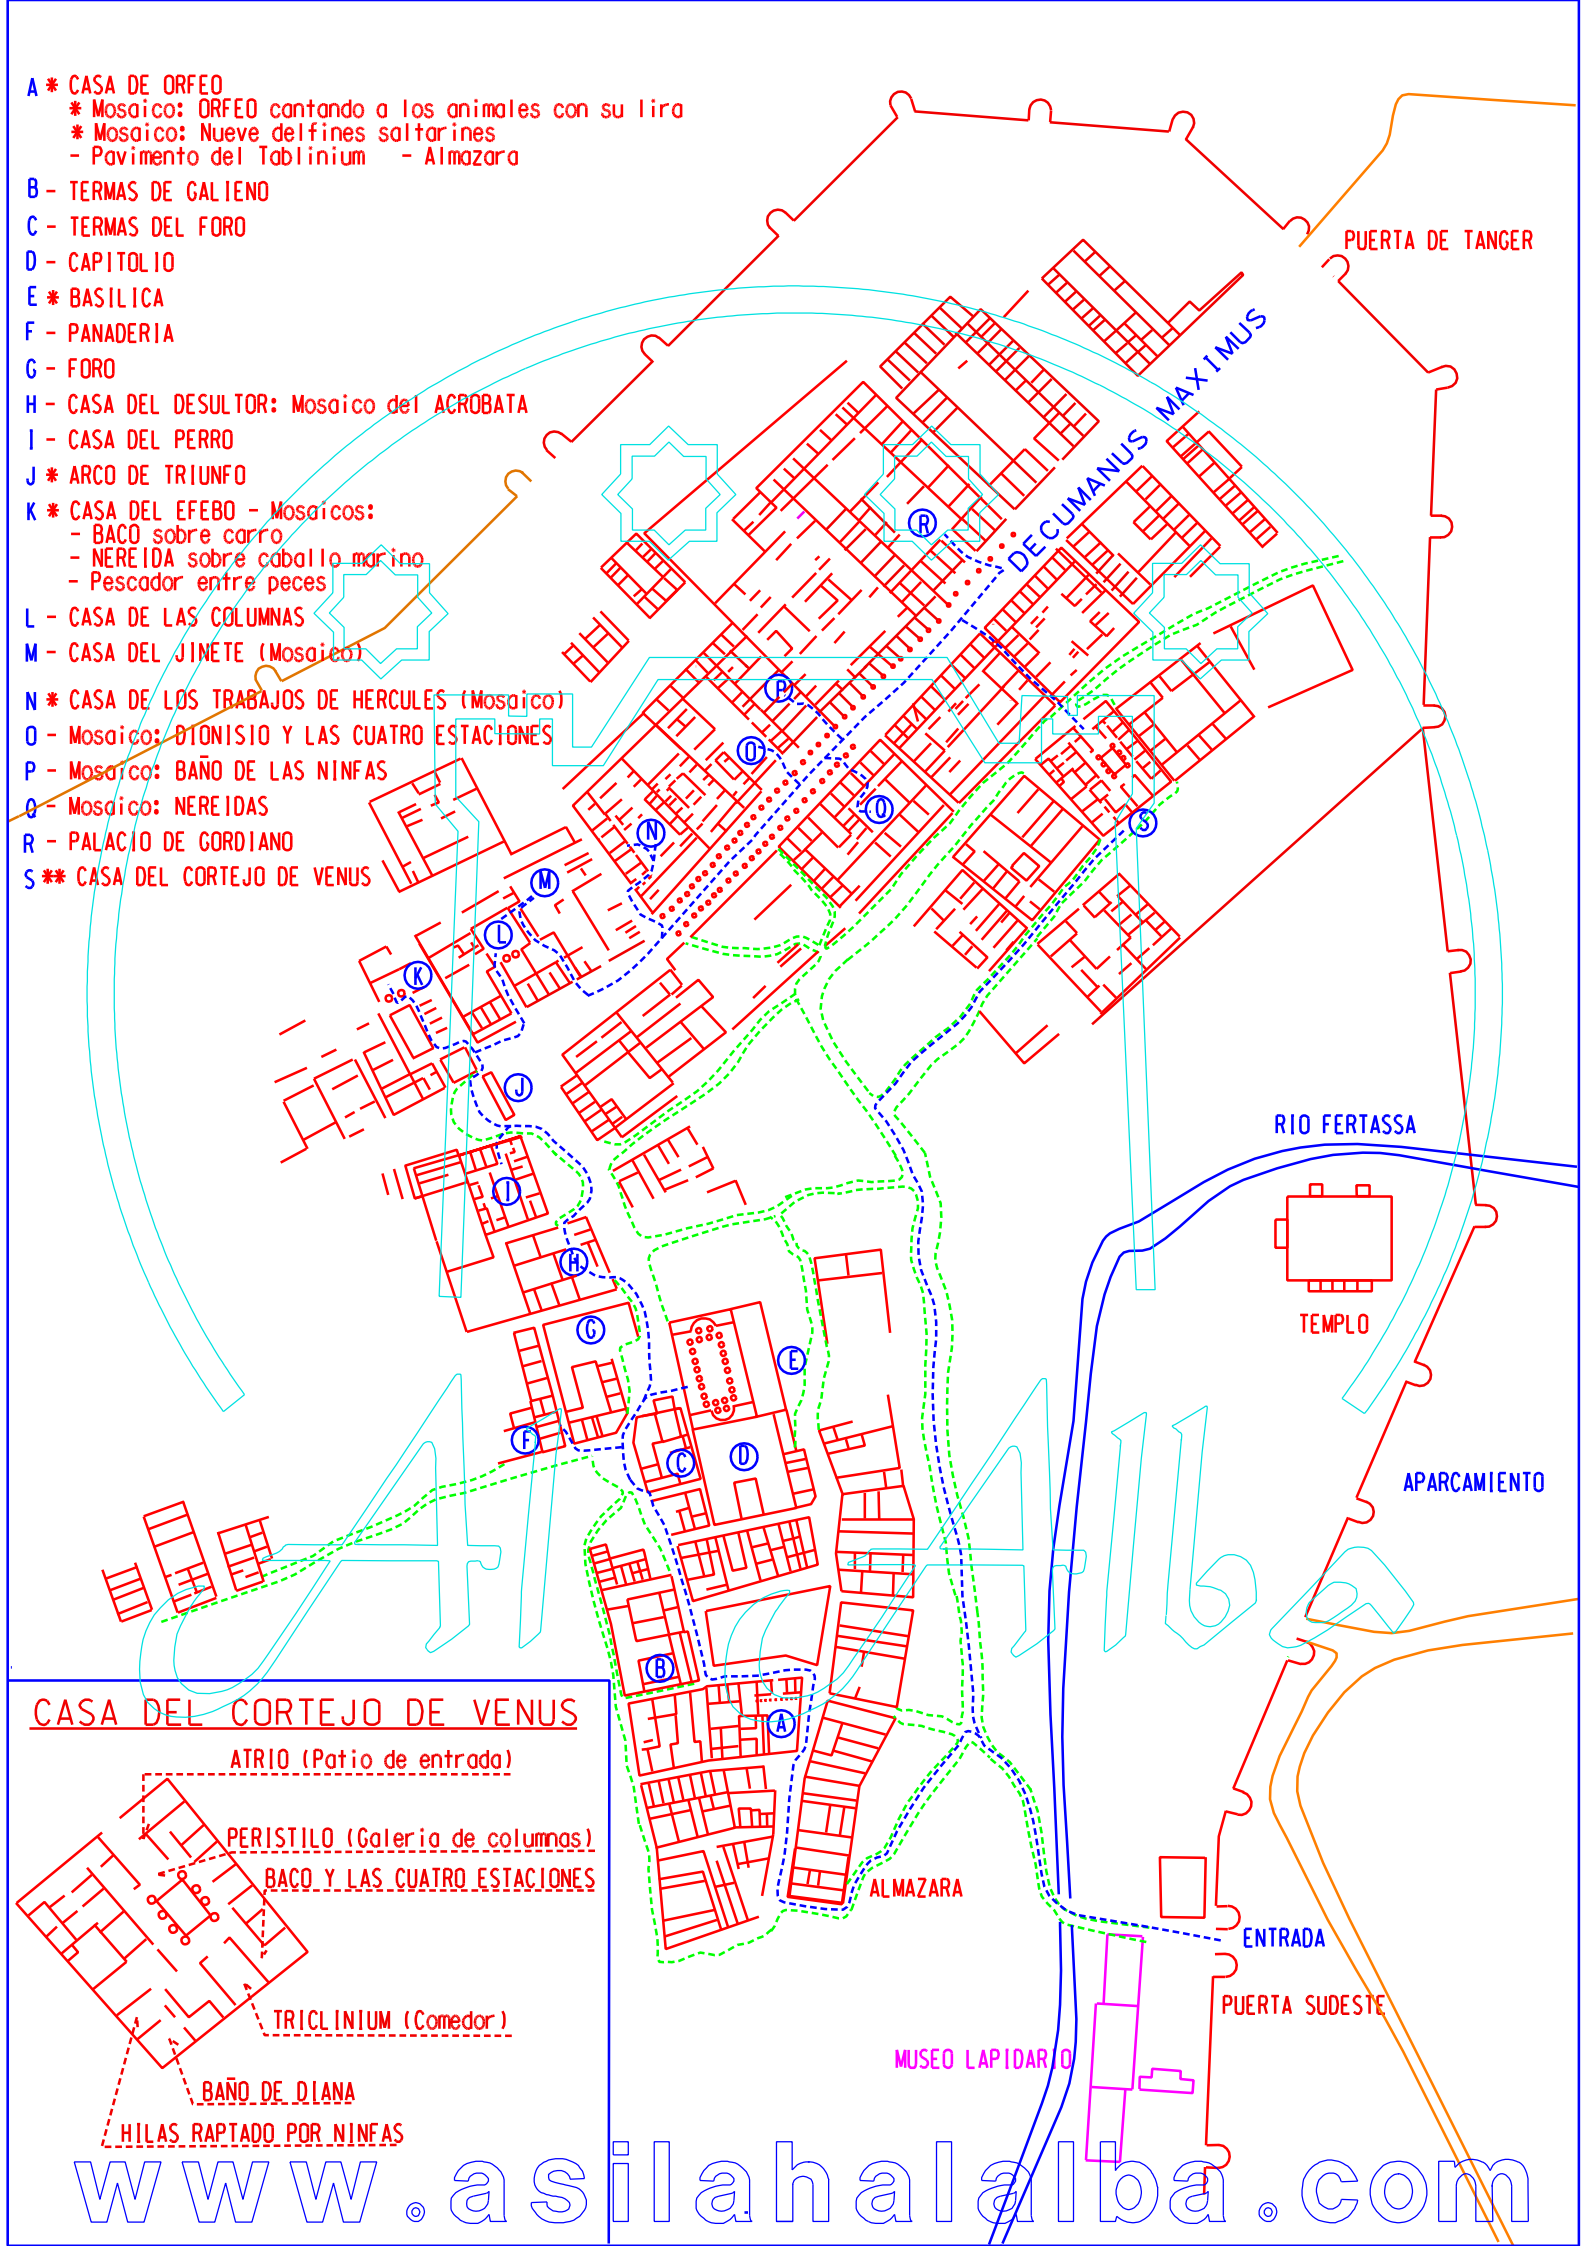 A * CASA DE ORFEO
* Mosaico: ORFEO cantando a los animales con su lira
* Mosaico: Nueve delfines saltarines
- Pavimento del Tablinium - Almazara
B - TERMAS DE GALIENO
C - TERMAS DEL FORO
D - CAPITOLIO
E * BASILICA
F - PANADERIA
G - FORO
H - CASA DEL DESULTOR: Mosaico del ACROBATA
I - CASA DEL PERRO
J * ARCO DE TRIUNFO
K * CASA DEL EFEBO - Mosaicos:
- BACO sobre carro
- NEREIDA sobre caballo marino
- Pescador entre peces
L - CASA DE LAS COLUMNAS
M - CASA DEL JINETE (Mosaico)
N * CASA DE LOS TRABAJOS DE HERCULES (Mosaico)
O - Mosaico: DIONISIO Y LAS CUATRO ESTACIONES
P - Mosaico: BAÑO DE LAS NINFAS
Q - Mosaico: NEREIDAS
R - PALACIO DE GORDIANO
S ** CASA DEL CORTEJO DE VENUS
PUERTA DE TANGER
DECUMANUS MAXIMUS
R
P
O
Q
S
N
M
L
K
J
I
H
G
E
F
C
D
B
A
RIO FERTASSA
TEMPLO
APARCAMIENTO
Al Alba
ALMAZARA
ENTRADA
PUERTA SUDESTE
MUSEO LAPIDARIO
CASA DEL CORTEJO DE VENUS
ATRIO (Patio de entrada)
PERISTILO (Galeria de columnas)
BACO Y LAS CUATRO ESTACIONES
TRICLINIUM (Comedor)
BAÑO DE DIANA
HILAS RAPTADO POR NINFAS
www.asilahalalba.com